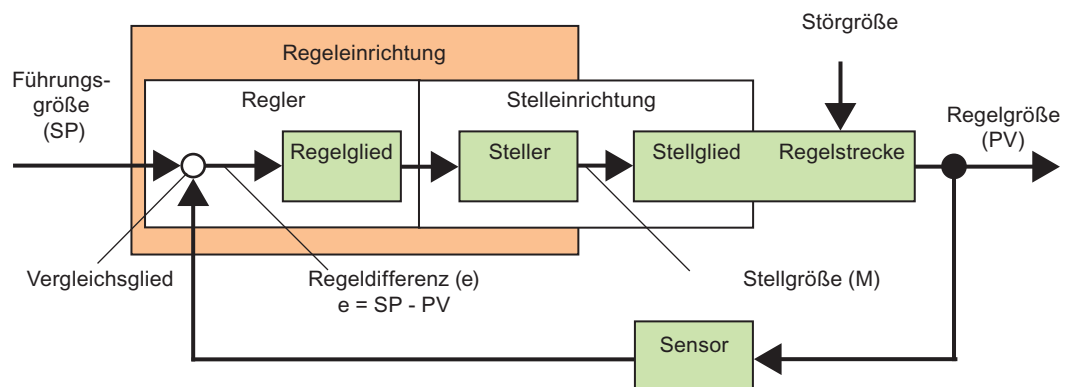 Störgröße
Regeleinrichtung
Führungs-
größe
(SP)
Regler
Stelleinrichtung
Regelgröße
(PV)
Regelglied
Steller
Stellglied
Regelstrecke
Vergleichsglied
Regeldifferenz (e)
e = SP - PV
Stellgröße (M)
Sensor